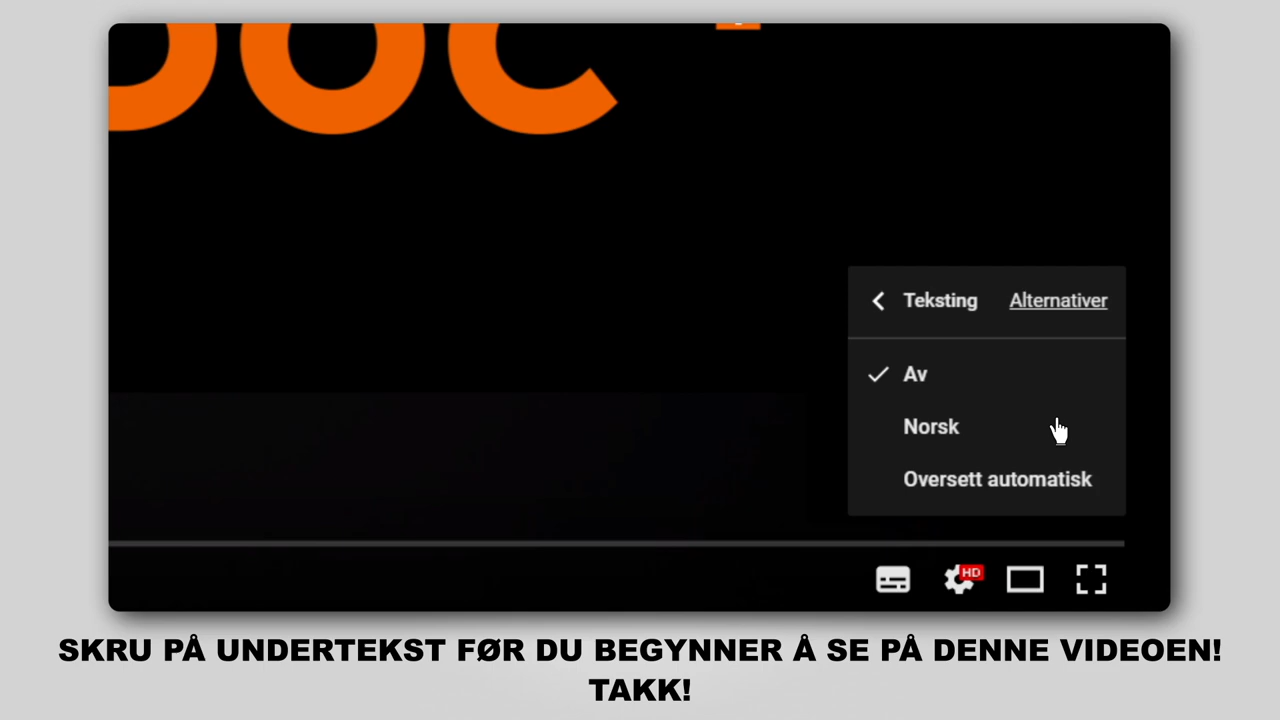 Teksting Alternativer
Av
Norsk
Oversett automatisk
HD
SKRU PÅ UNDERTEKST FØR DU BEGYNNER Å SE PÅ DENNE VIDEOEN!
TAKK!